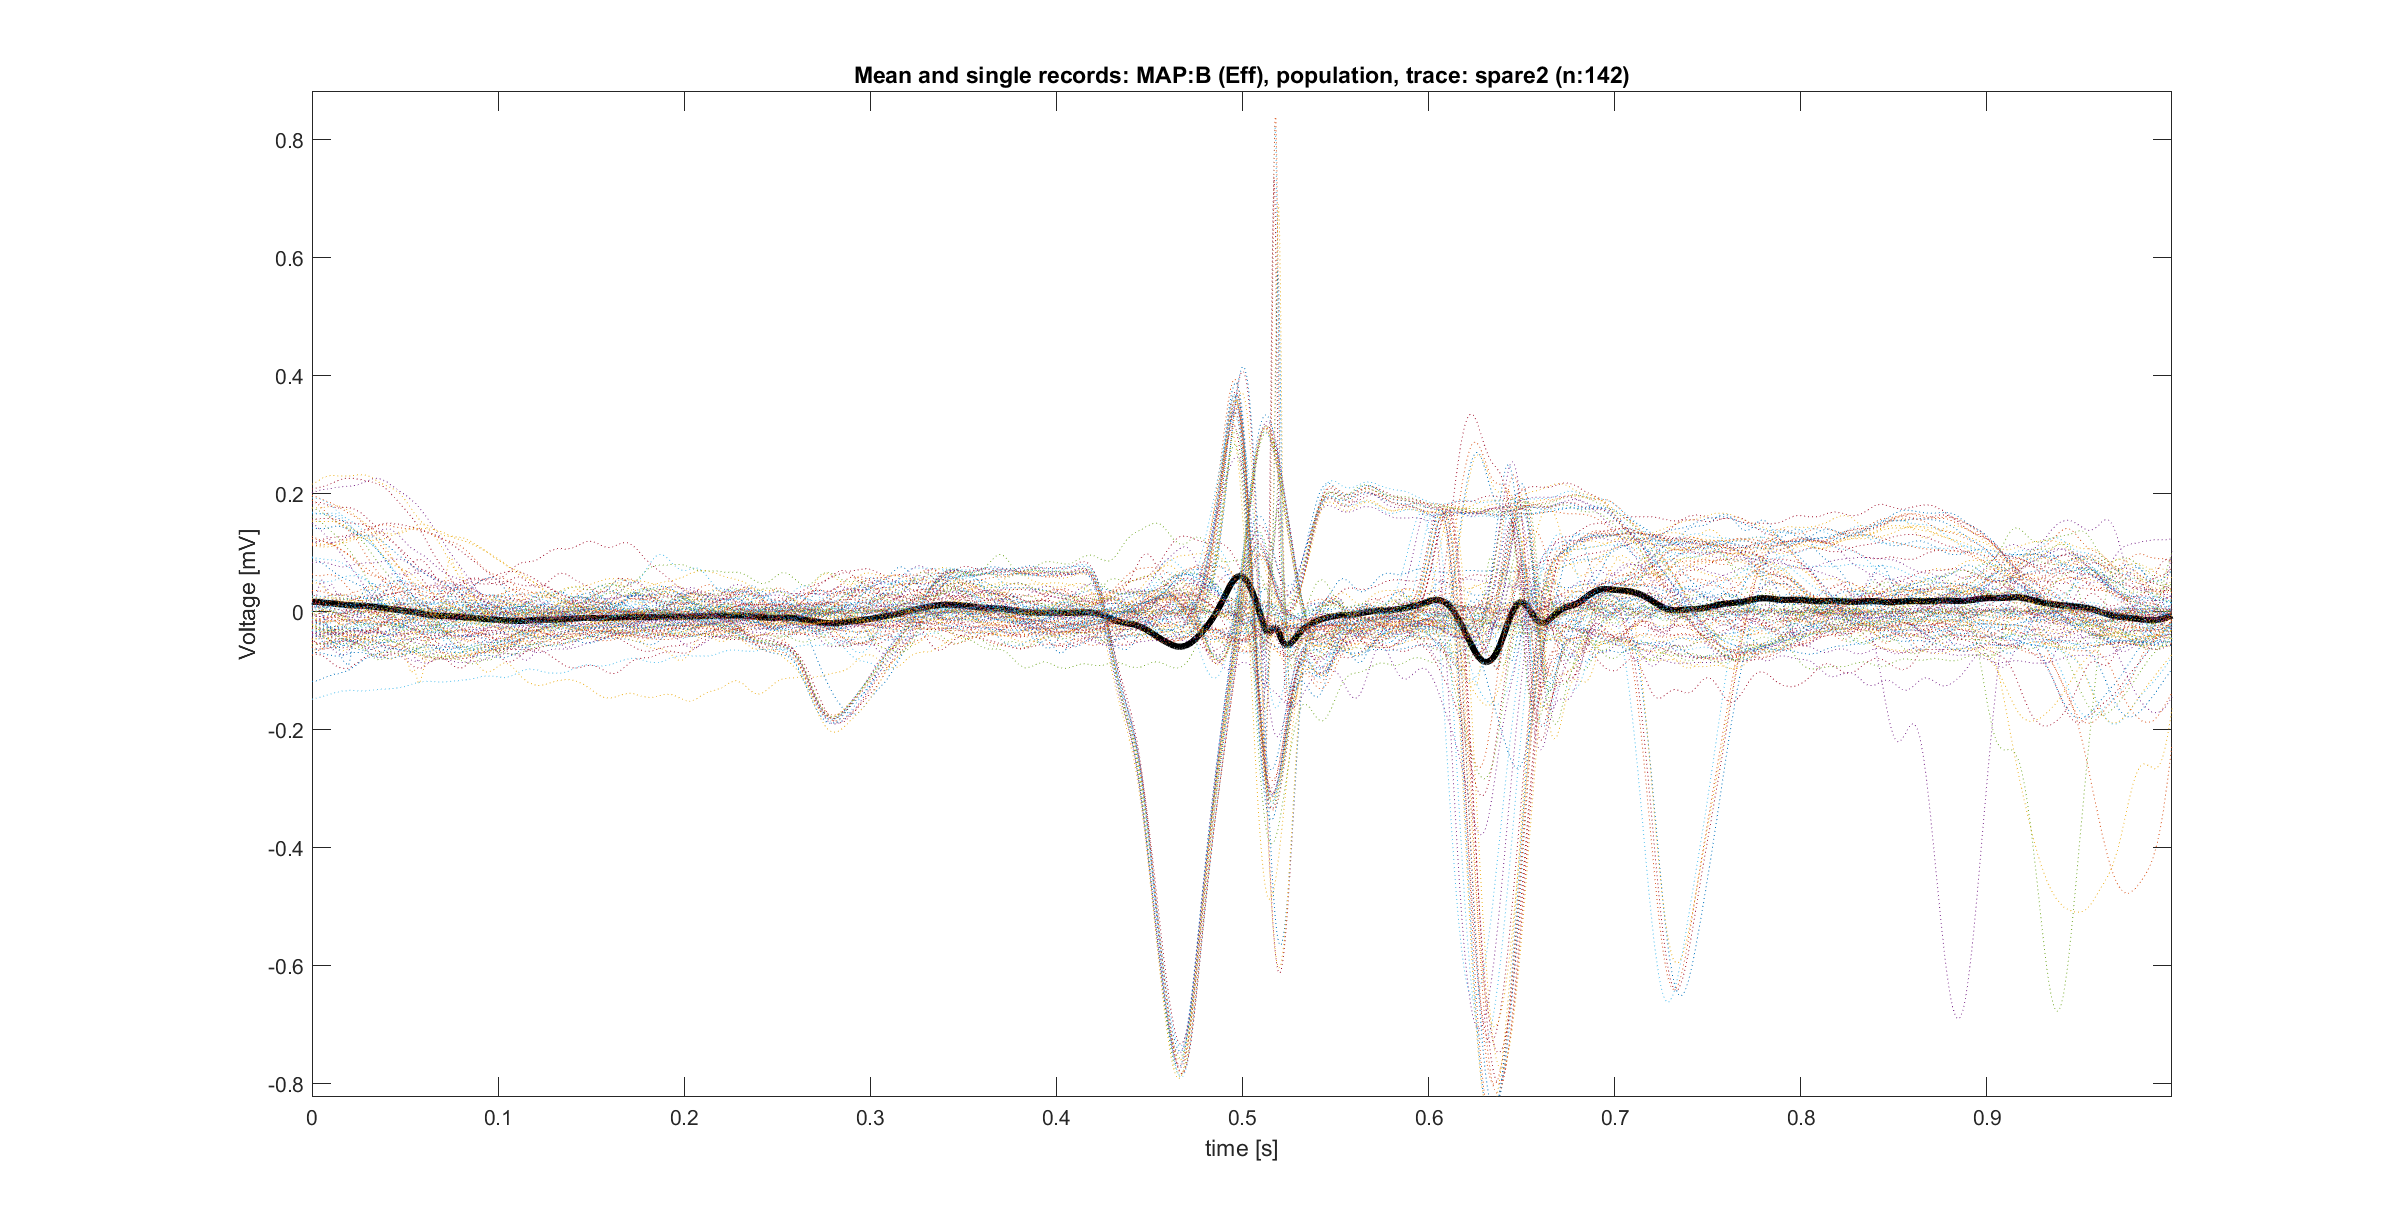 Mean and single records: MAP:B (Eff), population, trace: spare2 (n:142)
Voltage [mV]
0.8
0.6
0.4
0.2
0
-0.2
-0.4
-0.6
-0.8
0 0.1 0.2 0.3 0.4 0.5 0.6 0.7 0.8 0.9
time [s]